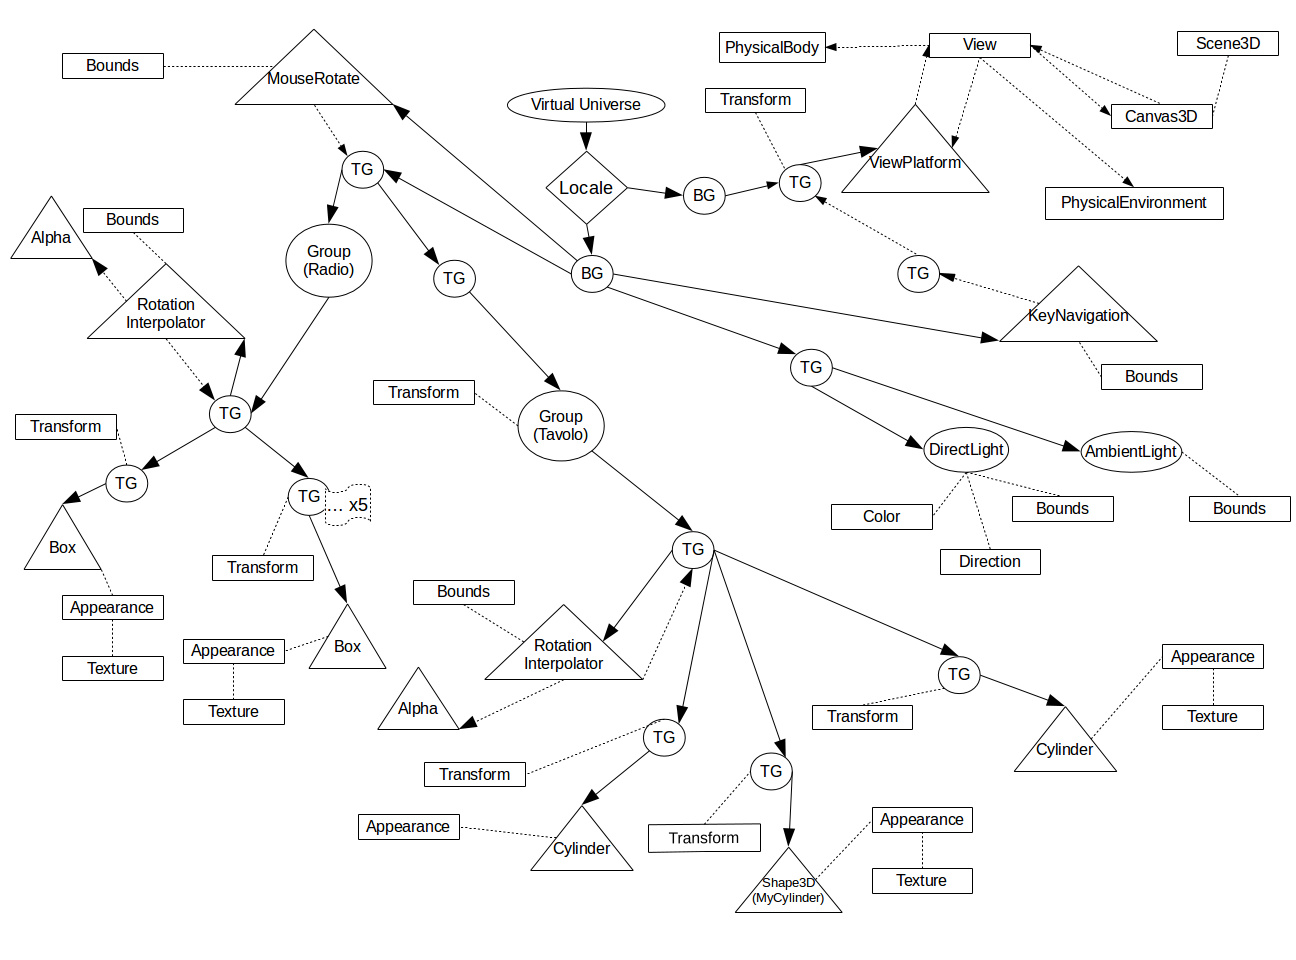 PhysicalBody
View
Scene3D
Bounds
MouseRotate
Transform
Virtual Universe
Canvas3D
TG
ViewPlatform
TG
Locale
BG
PhysicalEnvironment
Bounds
Alpha
Group
(Radio)
TG
BG
TG
Rotation
Interpolator
KeyNavigation
TG
Bounds
Transform
TG
Transform
Group
(Tavolo)
DirectLight
AmbientLight
TG
TG
... x5
Color
Bounds
Bounds
Box
TG
Direction
Transform
Bounds
Appearance
Texture
Appearance
Box
Rotation
Interpolator
Appearance
TG
Texture
Alpha
Transform
Texture
TG
Cylinder
Transform
TG
Appearance
Cylinder
Transform
Appearance
Shape3D
(MyCylinder)
Texture